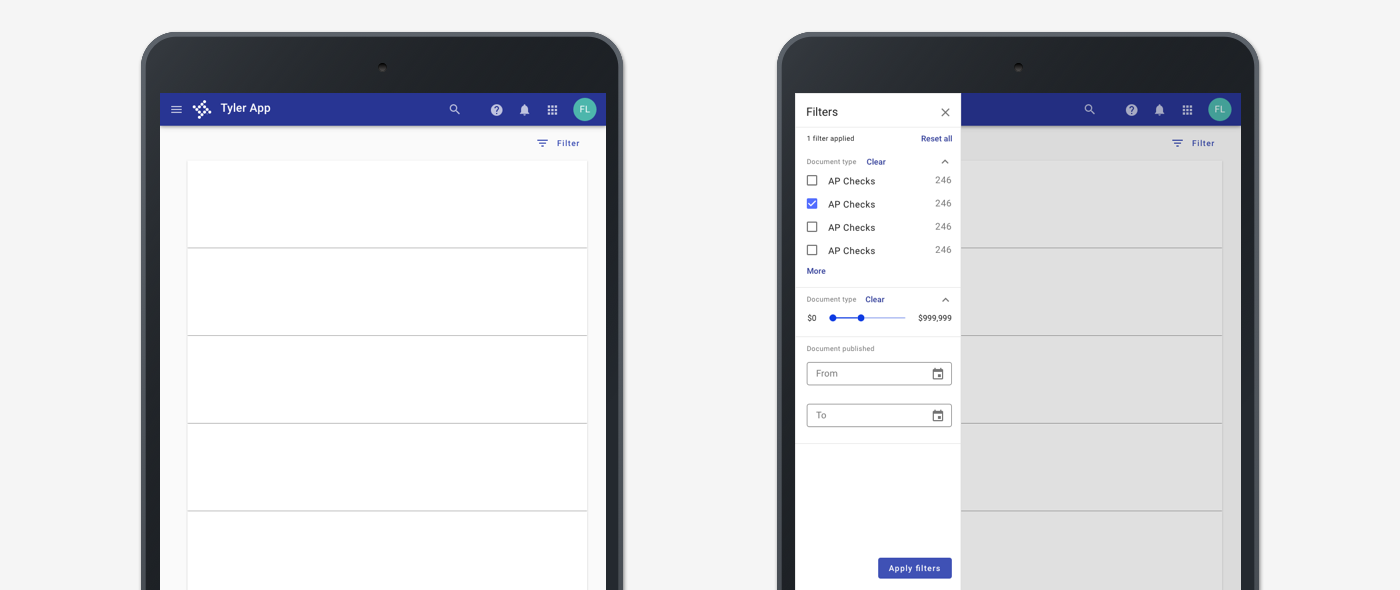 Tyler App
FL
Filter
Filters
1 filter applied
Reset all
Document type Clear
AP Checks 246
AP Checks 246
AP Checks 246
AP Checks 246
More
Document type Clear
$0 $999,999
Document published
From
To
Apply filters
FL
Filter